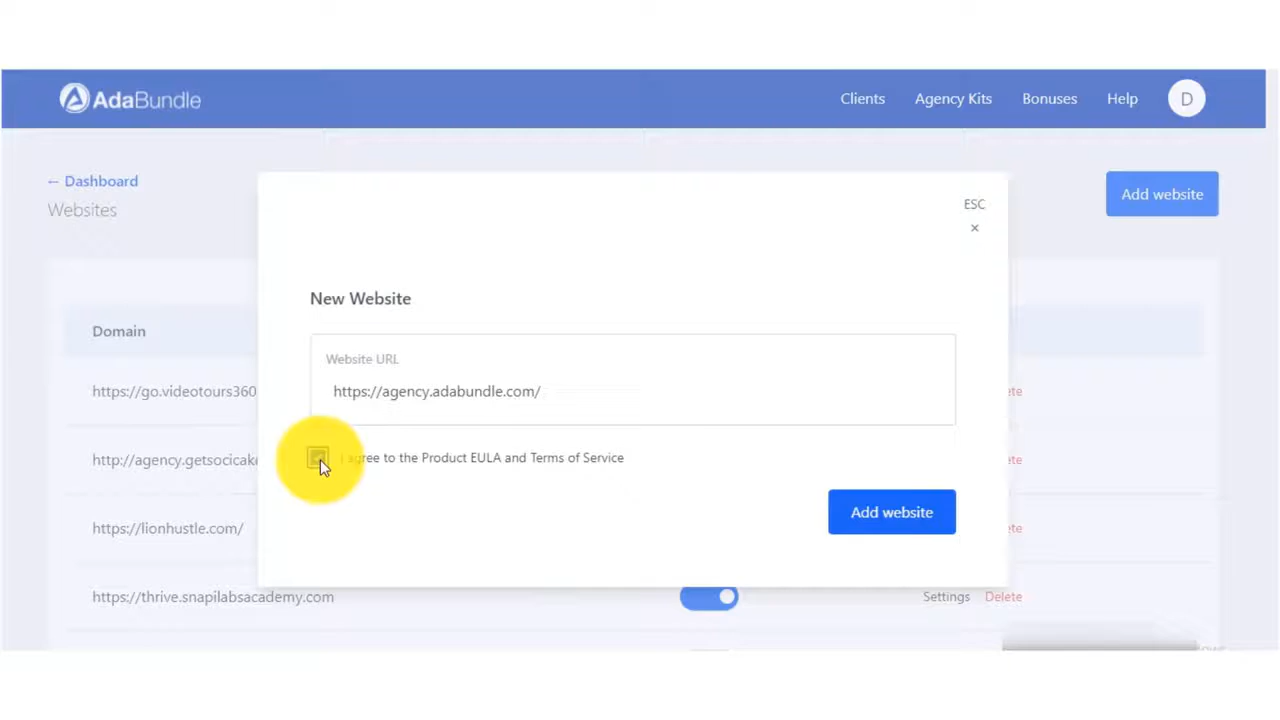 AdaBundle
Clients
Agency Kits
Bonuses
Help
D
← Dashboard
Websites
Add website
ESC
×
New Website
Website URL
https://agency.adabundle.com/
I agree to the Product EULA and Terms of Service
Add website
Domain
https://go.videotours360
http://agency.getsocicake
https://lionhustle.com/
https://thrive.snapilabsacademy.com
Settings
Delete